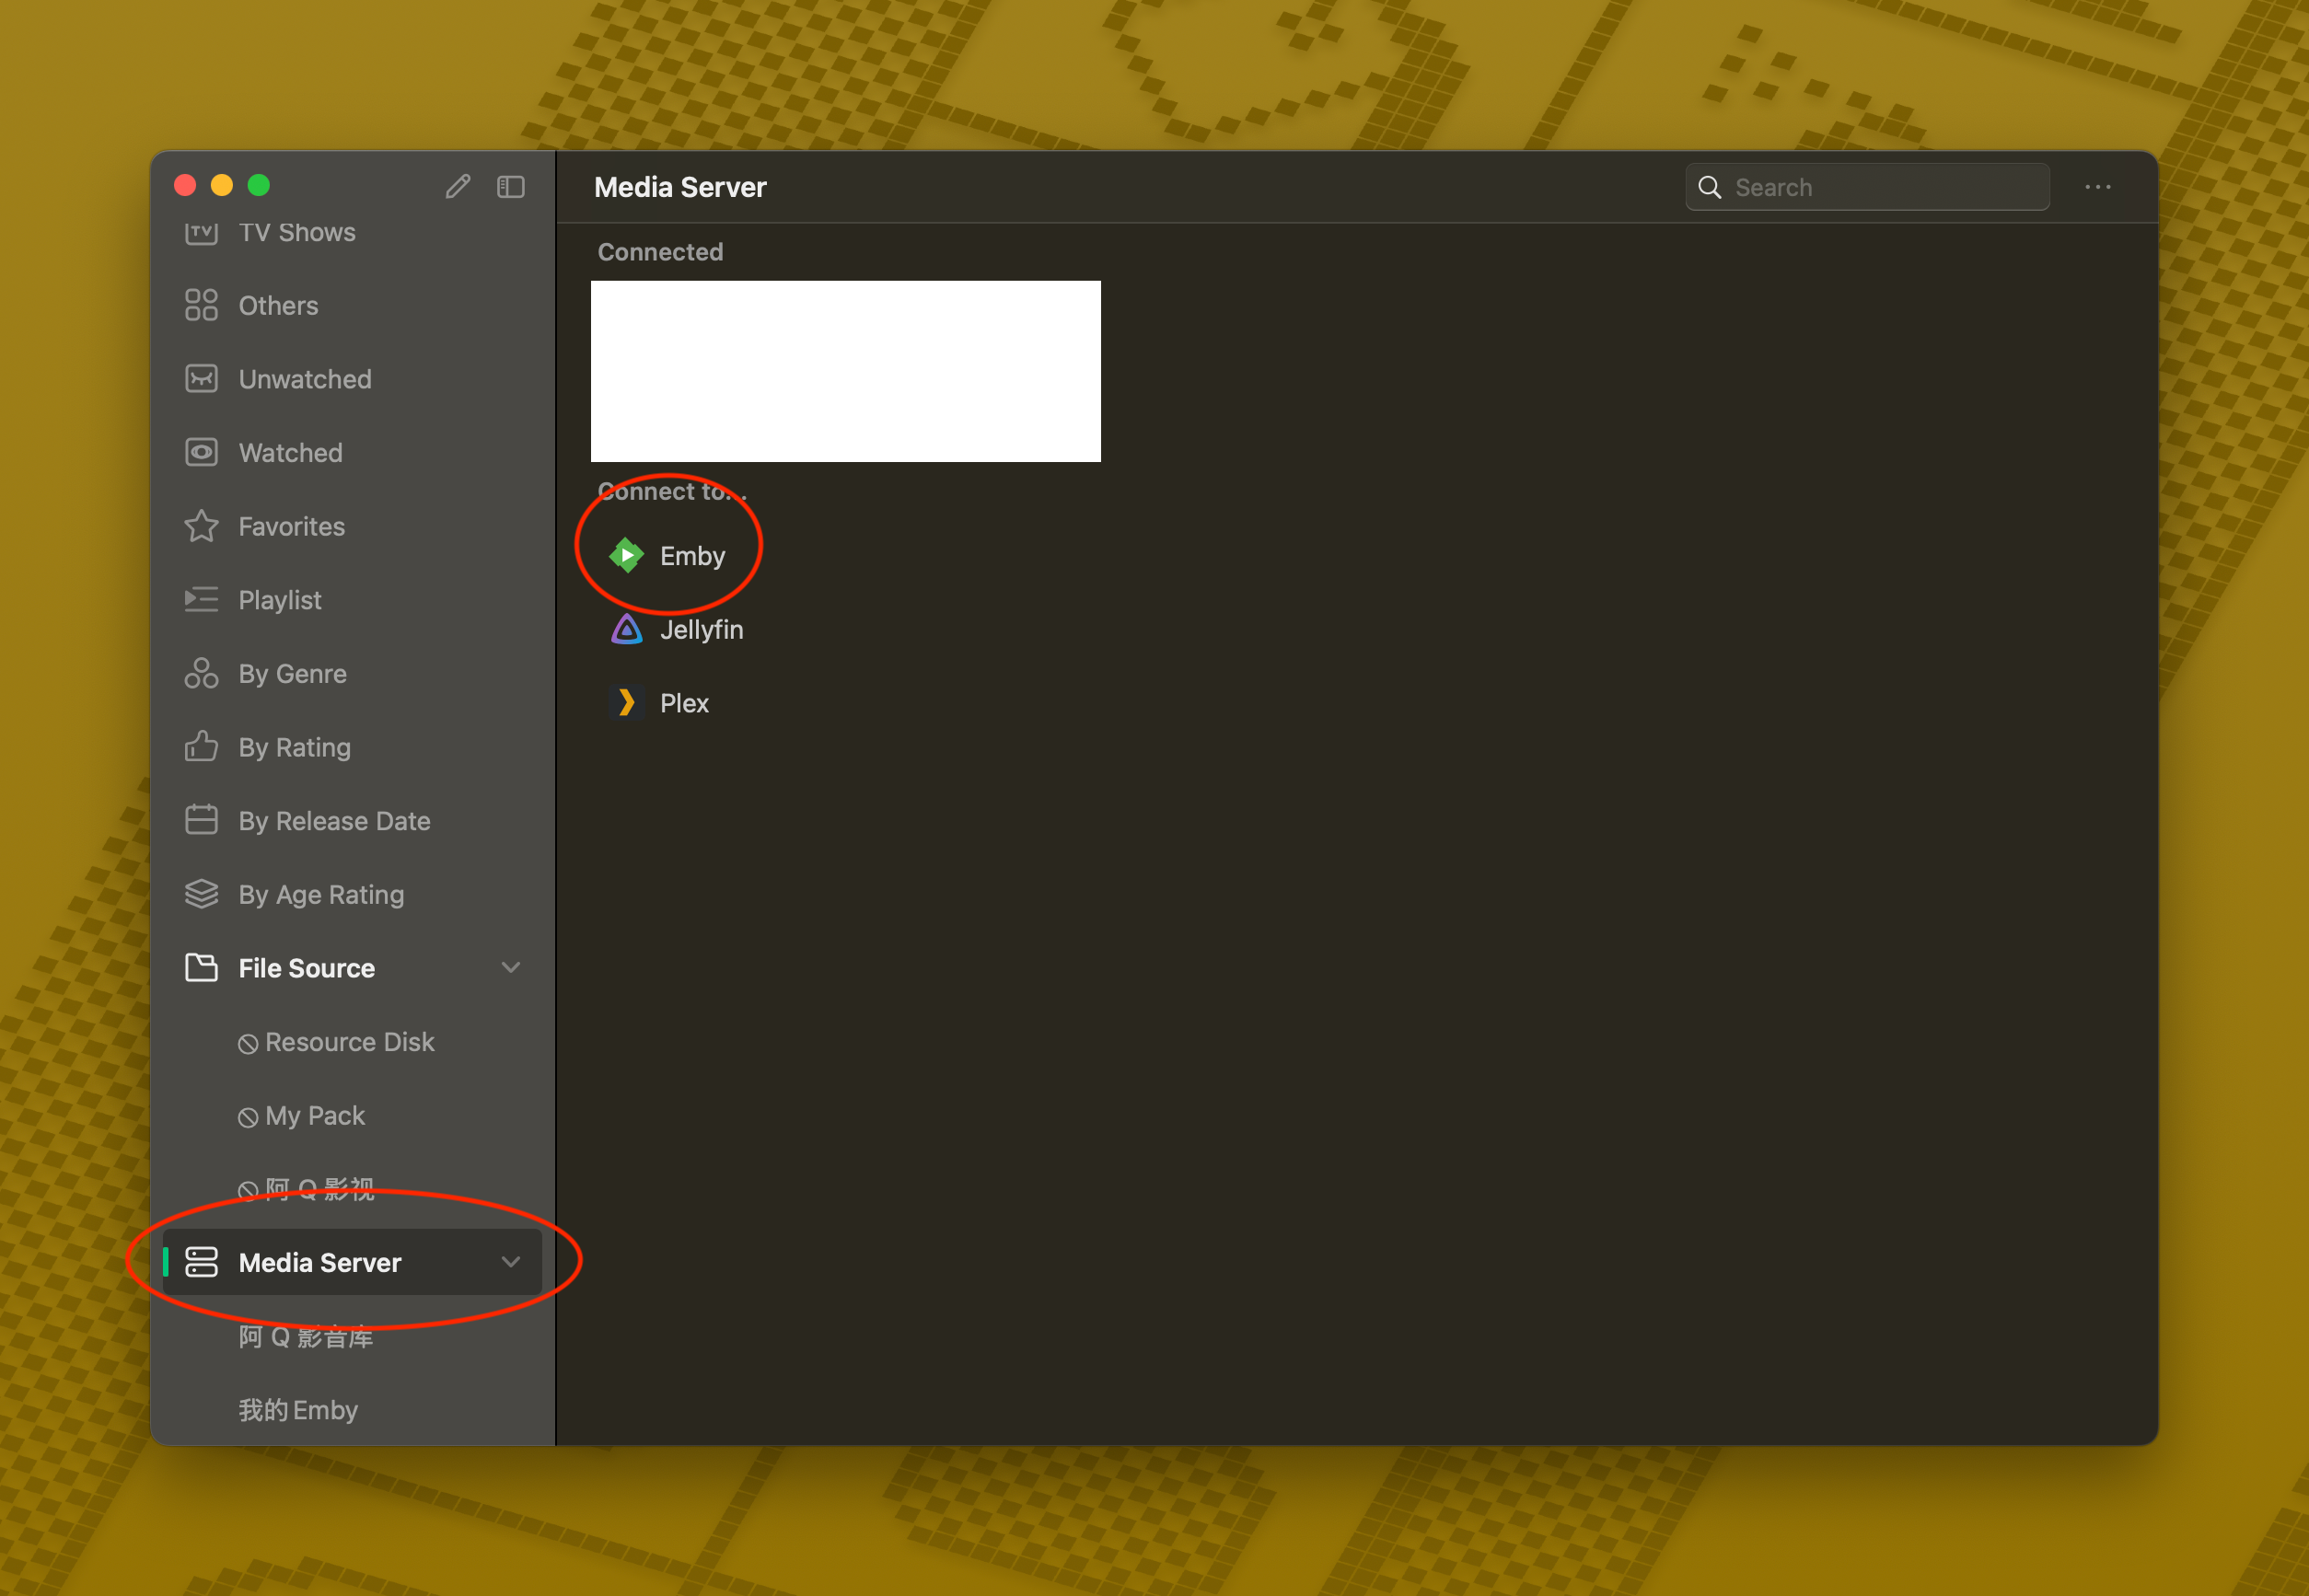 TV Shows
Others
Unwatched
Watched
Favorites
Playlist
By Genre
By Rating
By Release Date
By Age Rating
File Source
Resource Disk
My Pack
阿 Q 影视
Media Server
阿 Q 影音库
我的 Emby
Media Server
Search
Connected
Connect to...
Emby
Jellyfin
Plex